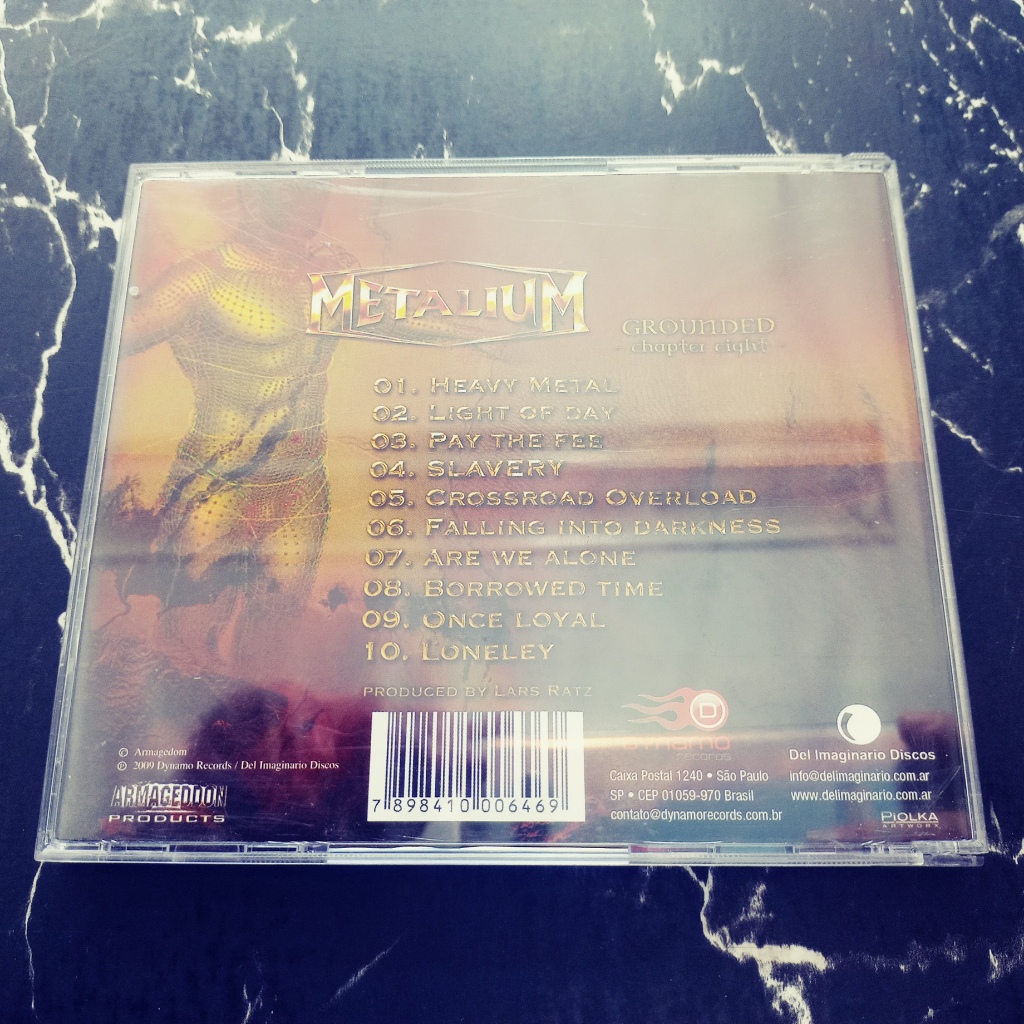 METALIUM
GROUNDED
- chapter eight -
01. HEAVY METAL
02. LIGHT OF DAY
03. PAY THE FEE
04. SLAVERY
05. CROSSROAD OVERLOAD
06. FALLING INTO DARKNESS
07. ARE WE ALONE
08. BORROWED TIME
09. ONCE LOYAL
10. LONELEY
PRODUCED BY LARS RATZ
© Armagedom
℗ 2009 Dynamo Records / Del Imaginario Discos
ARMAGEDDON
PRODUCTS
7 898410 006469
D
dynamo
records
Caixa Postal 1240 • São Paulo
SP • CEP 01059-970 Brasil
contato@dynamorecords.com.br
Del Imaginario Discos
info@delimaginario.com.ar
www.delimaginario.com.ar
PIOLKA
ARTWORX